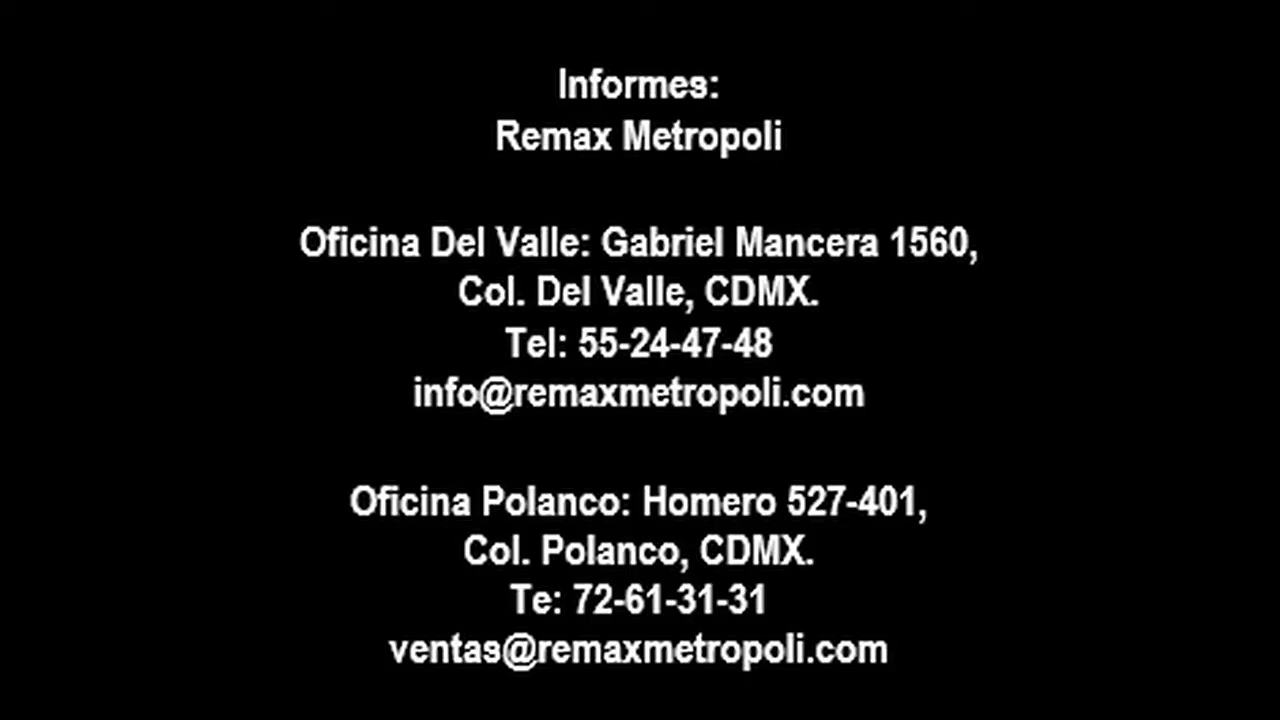 Informes:
Remax Metropoli
Oficina Del Valle: Gabriel Mancera 1560,
Col. Del Valle, CDMX.
Tel: 55-24-47-48
info@remaxmetropoli.com
Oficina Polanco: Homero 527-401,
Col. Polanco, CDMX.
Te: 72-61-31-31
ventas@remaxmetropoli.com